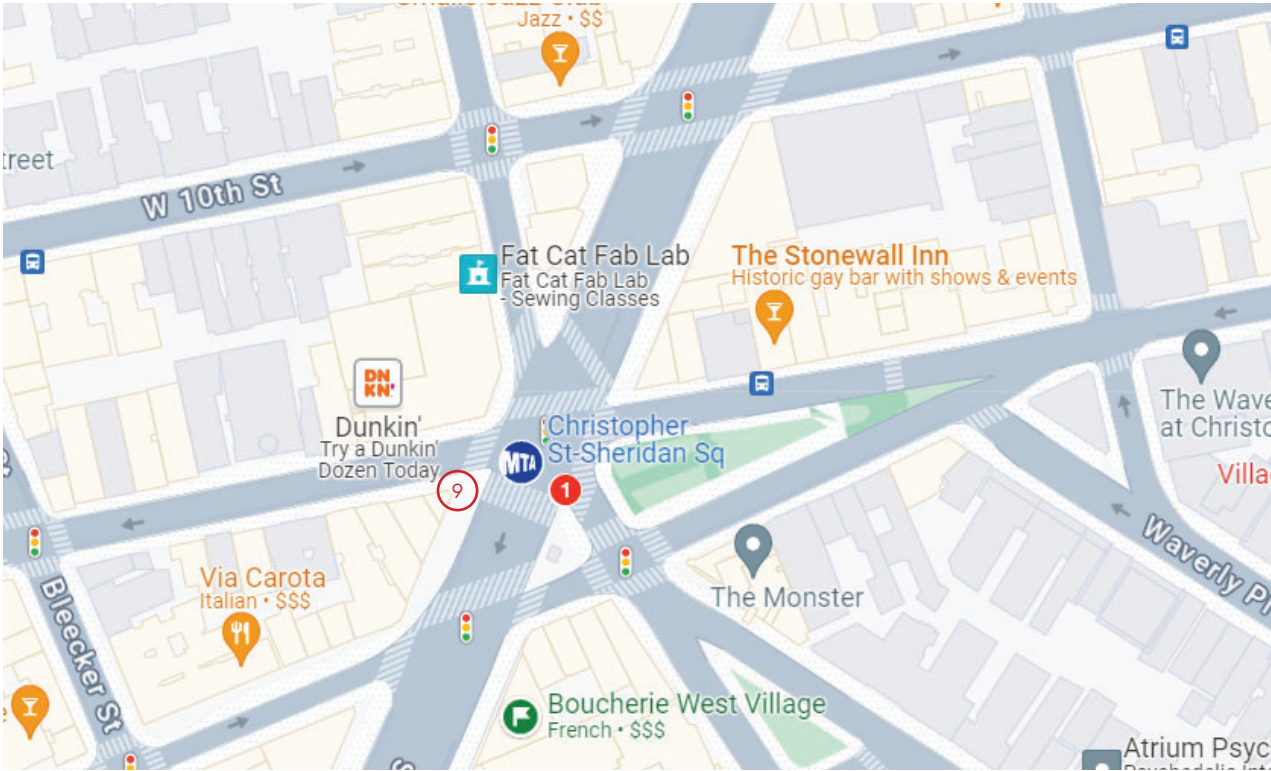 Jazz • $$
treet
W 10th St
Fat Cat Fab Lab
Fat Cat Fab Lab
- Sewing Classes
The Stonewall Inn
Historic gay bar with shows & events
DN
KN'
Dunkin'
Try a Dunkin'
Dozen Today
MTA
Christopher
St-Sheridan Sq
9
1
The Wave
at Christo
Villa
Via Carota
Italian • $$$
The Monster
Waverly Pl
Bleecker St
Boucherie West Village
French • $$$
Atrium Psyc